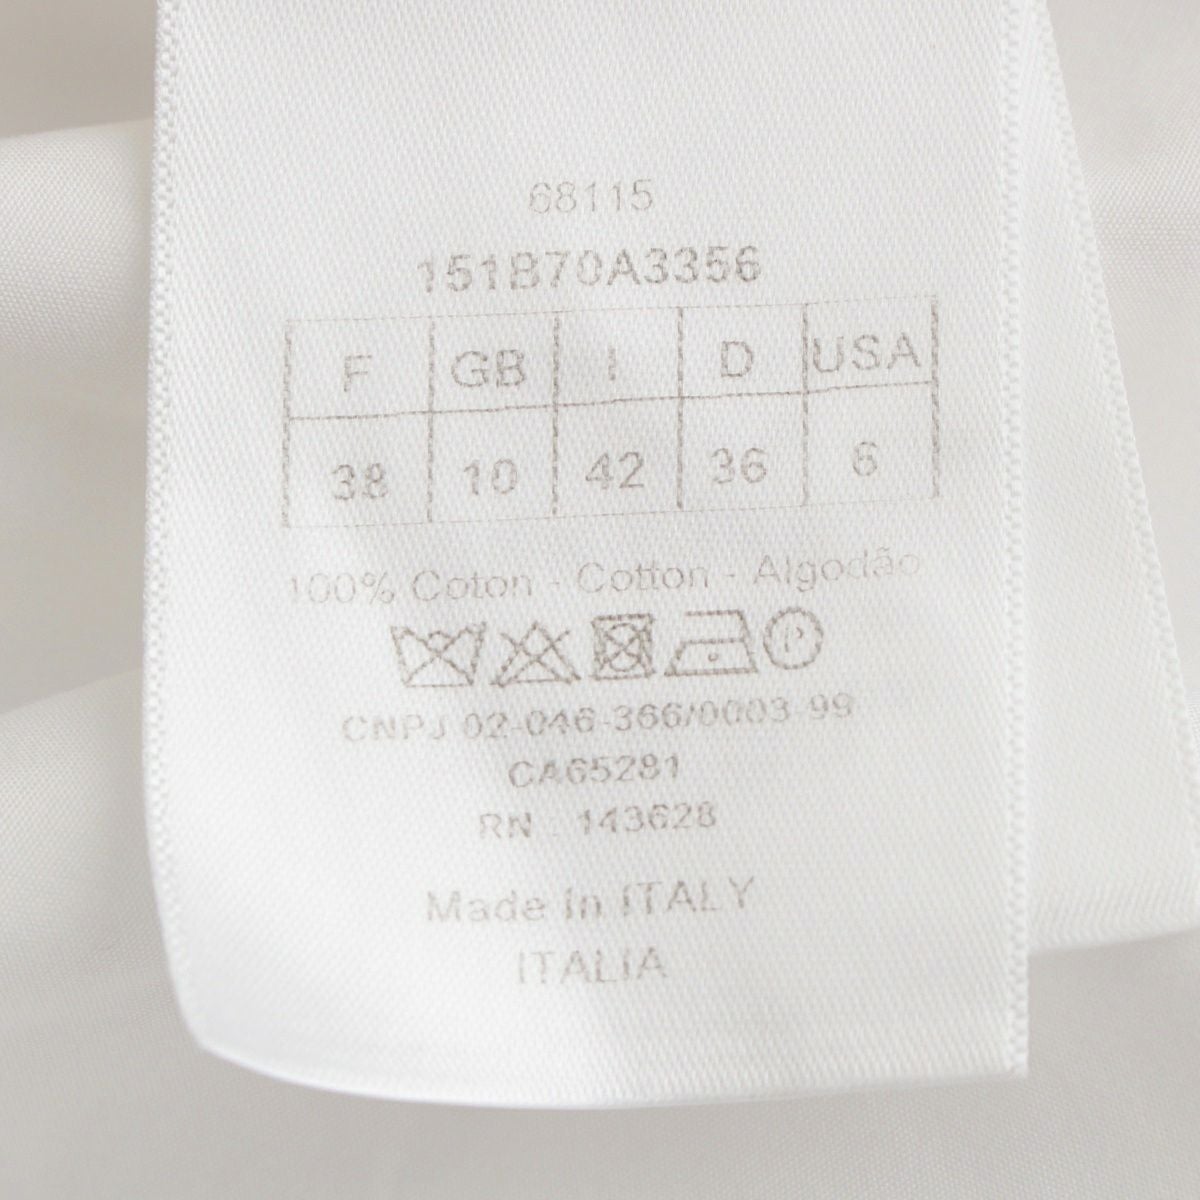 68115
151B70A3356
F GB I D USA
38 10 42 36 6
100% Coton - Cotton - Algodão
P
CNPJ 02-046-366/0003-99
CA65281
RN : 143628
Made in ITALY
ITALIA